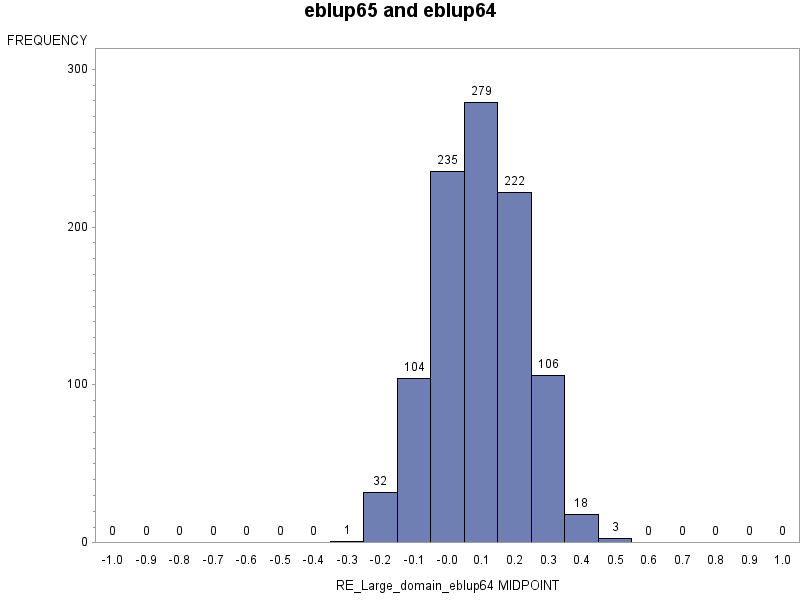 eblup65 and eblup64
FREQUENCY
300
200
100
0
0 0 0 0 0 0 0 1 32 104 235 279 222 106 18 3 0 0 0 0 0
-1.0 -0.9 -0.8 -0.7 -0.6 -0.5 -0.4 -0.3 -0.2 -0.1 -0.0 0.1 0.2 0.3 0.4 0.5 0.6 0.7 0.8 0.9 1.0
RE_Large_domain_eblup64 MIDPOINT